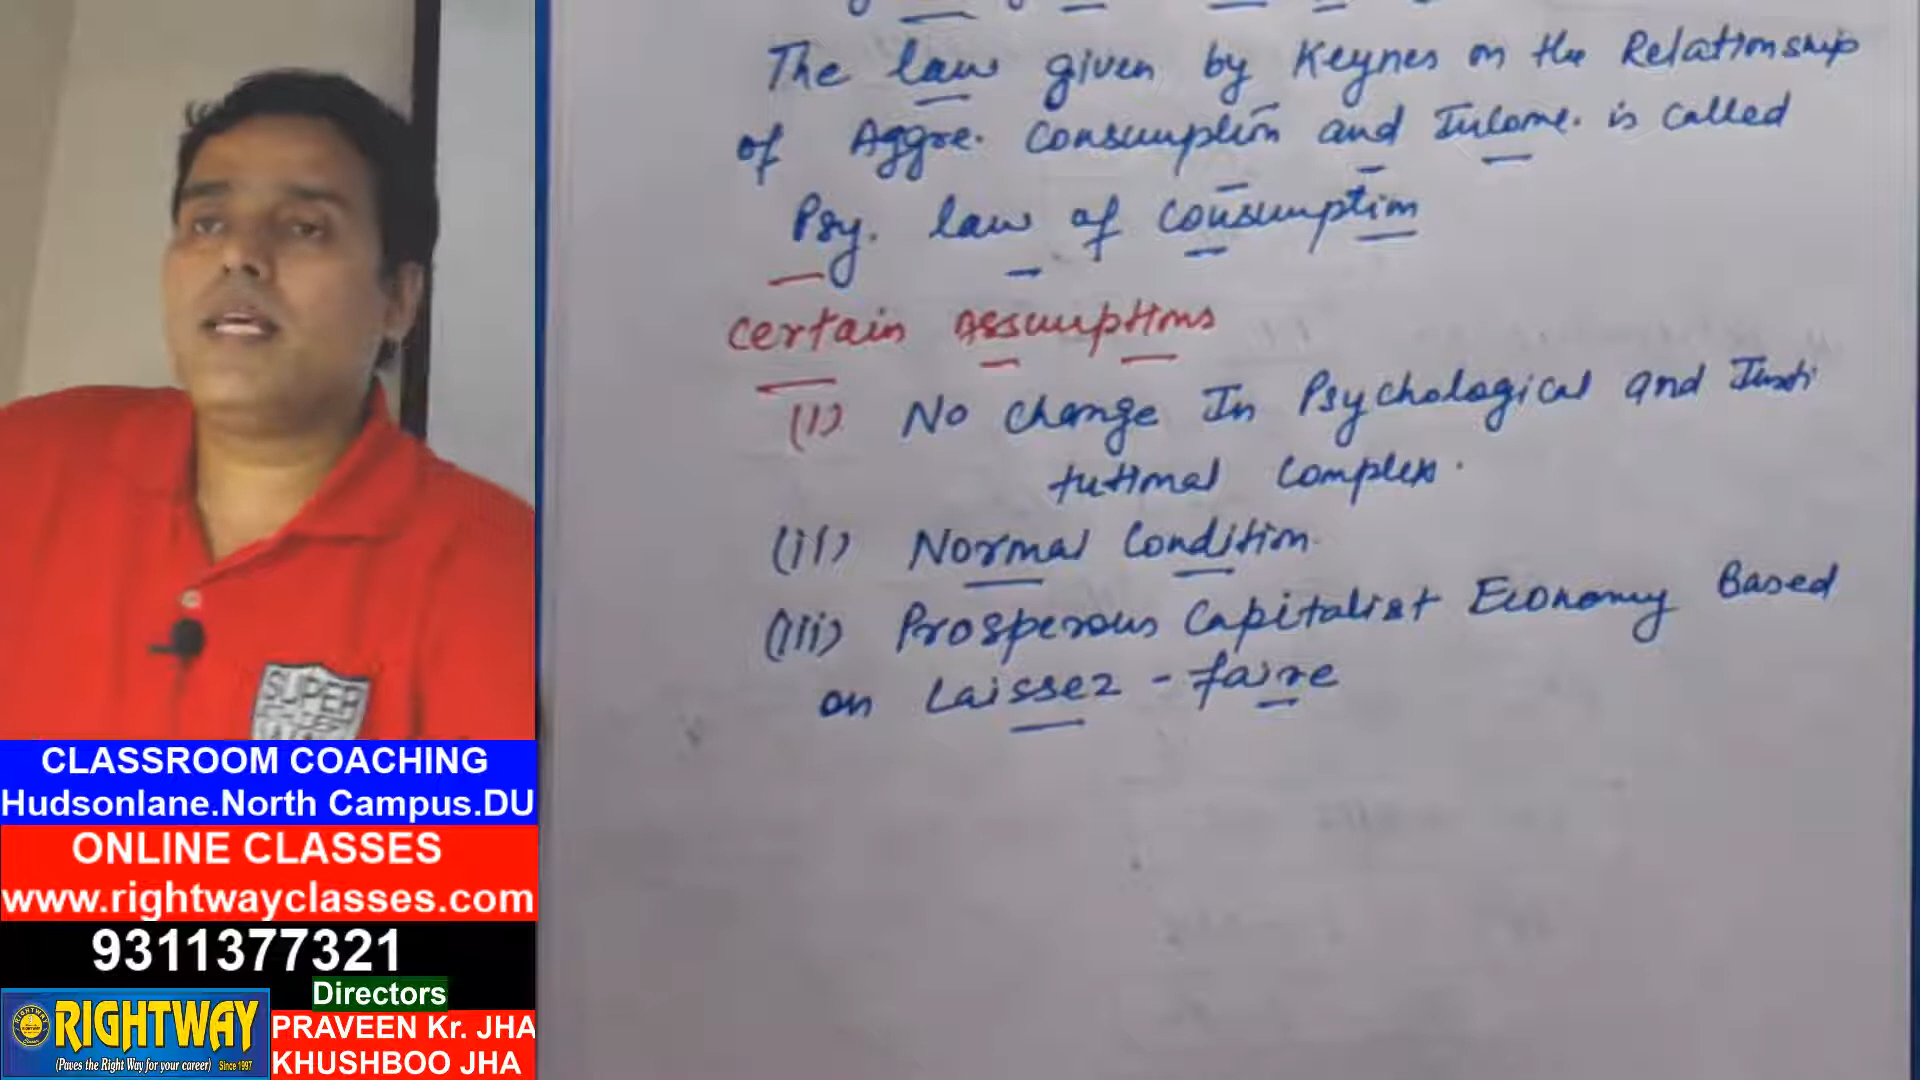 The law given by Keynes on the Relationship
of Aggre. Consumption and Income. is called
Psy. law of Consumption
Certain Assumptions
(i) No change In Psychological and Insti
tutional Complex.
(ii) Normal Condition.
(iii) Prosperous Capitalist Economy Based
on Laissez - faire
SUPER
CLASSROOM COACHING
Hudsonlane.North Campus.DU
ONLINE CLASSES
www.rightwayclasses.com
9311377321
Directors
RIGHTWAY
(Paves the Right Way for your career) Since 1997
PRAVEEN Kr. JHA
KHUSHBOO JHA